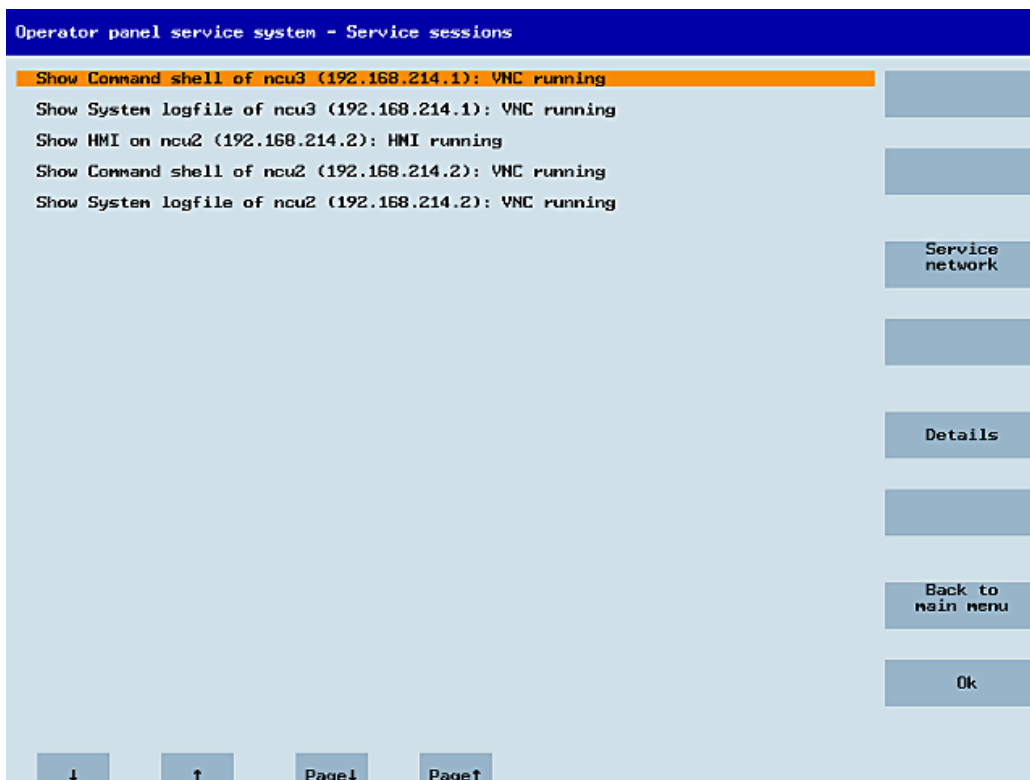 Operator panel service system - Service sessions
Show Command shell of ncu3 (192.168.214.1): VNC running
Show System logfile of ncu3 (192.168.214.1): VNC running
Show HMI on ncu2 (192.168.214.2): HMI running
Show Command shell of ncu2 (192.168.214.2): VNC running
Show System logfile of ncu2 (192.168.214.2): VNC running
Service
network
Details
Back to
main menu
Ok
↓ ↑ Page↓ Page↑